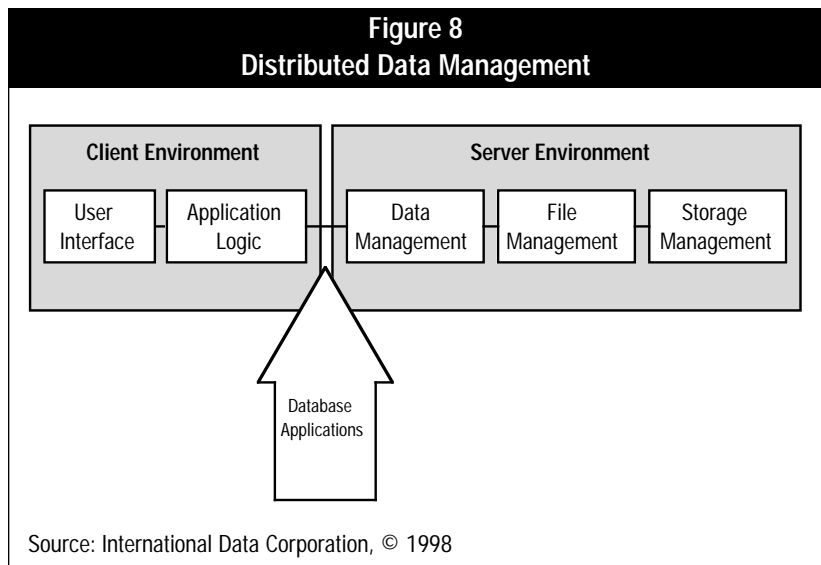 Figure 8
Distributed Data Management
Client Environment
Server Environment
User
Interface
Application
Logic
Data
Management
File
Management
Storage
Management
Database
Applications
Source: International Data Corporation, © 1998